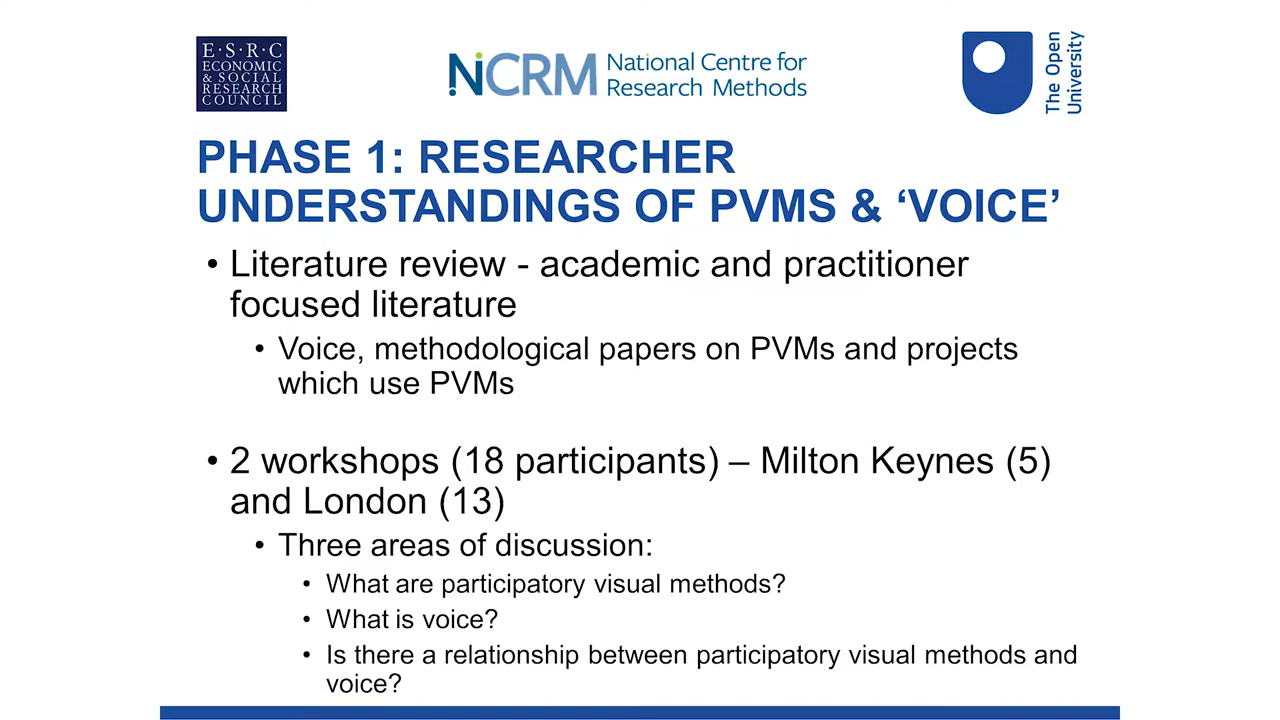 E·S·R·C
ECONOMIC
& SOCIAL
RESEARCH
COUNCIL
NCRM National Centre for
Research Methods
The Open
University
PHASE 1: RESEARCHER
UNDERSTANDINGS OF PVMS & ‘VOICE’
• Literature review - academic and practitioner
focused literature
• Voice, methodological papers on PVMs and projects
which use PVMs
• 2 workshops (18 participants) – Milton Keynes (5)
and London (13)
• Three areas of discussion:
• What are participatory visual methods?
• What is voice?
• Is there a relationship between participatory visual methods and
voice?